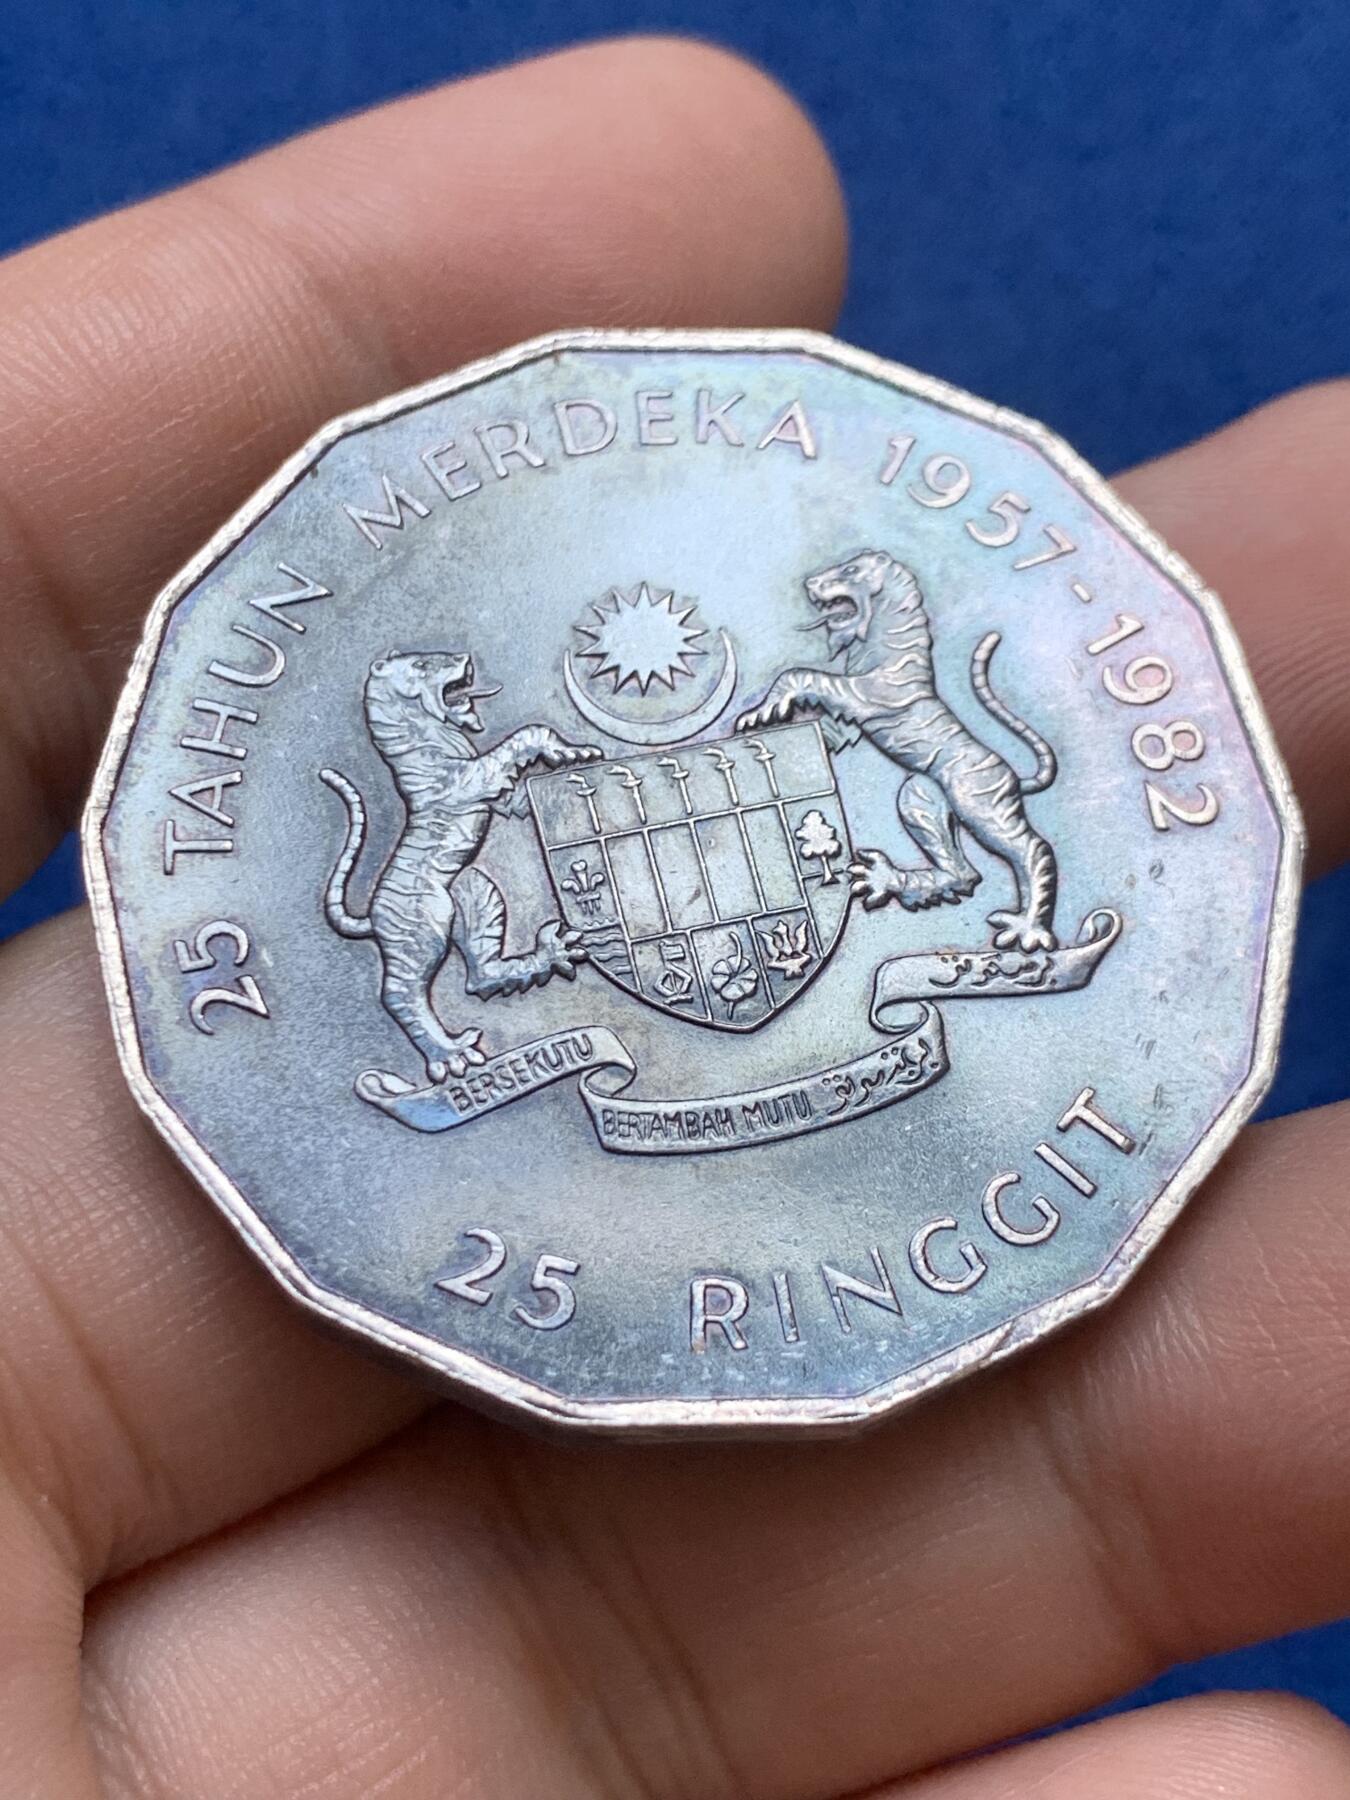 25 TAHUN MERDEKA 1957-1982
BERSEKUTU
BERTAMBAH MUTU
25 RINGGIT